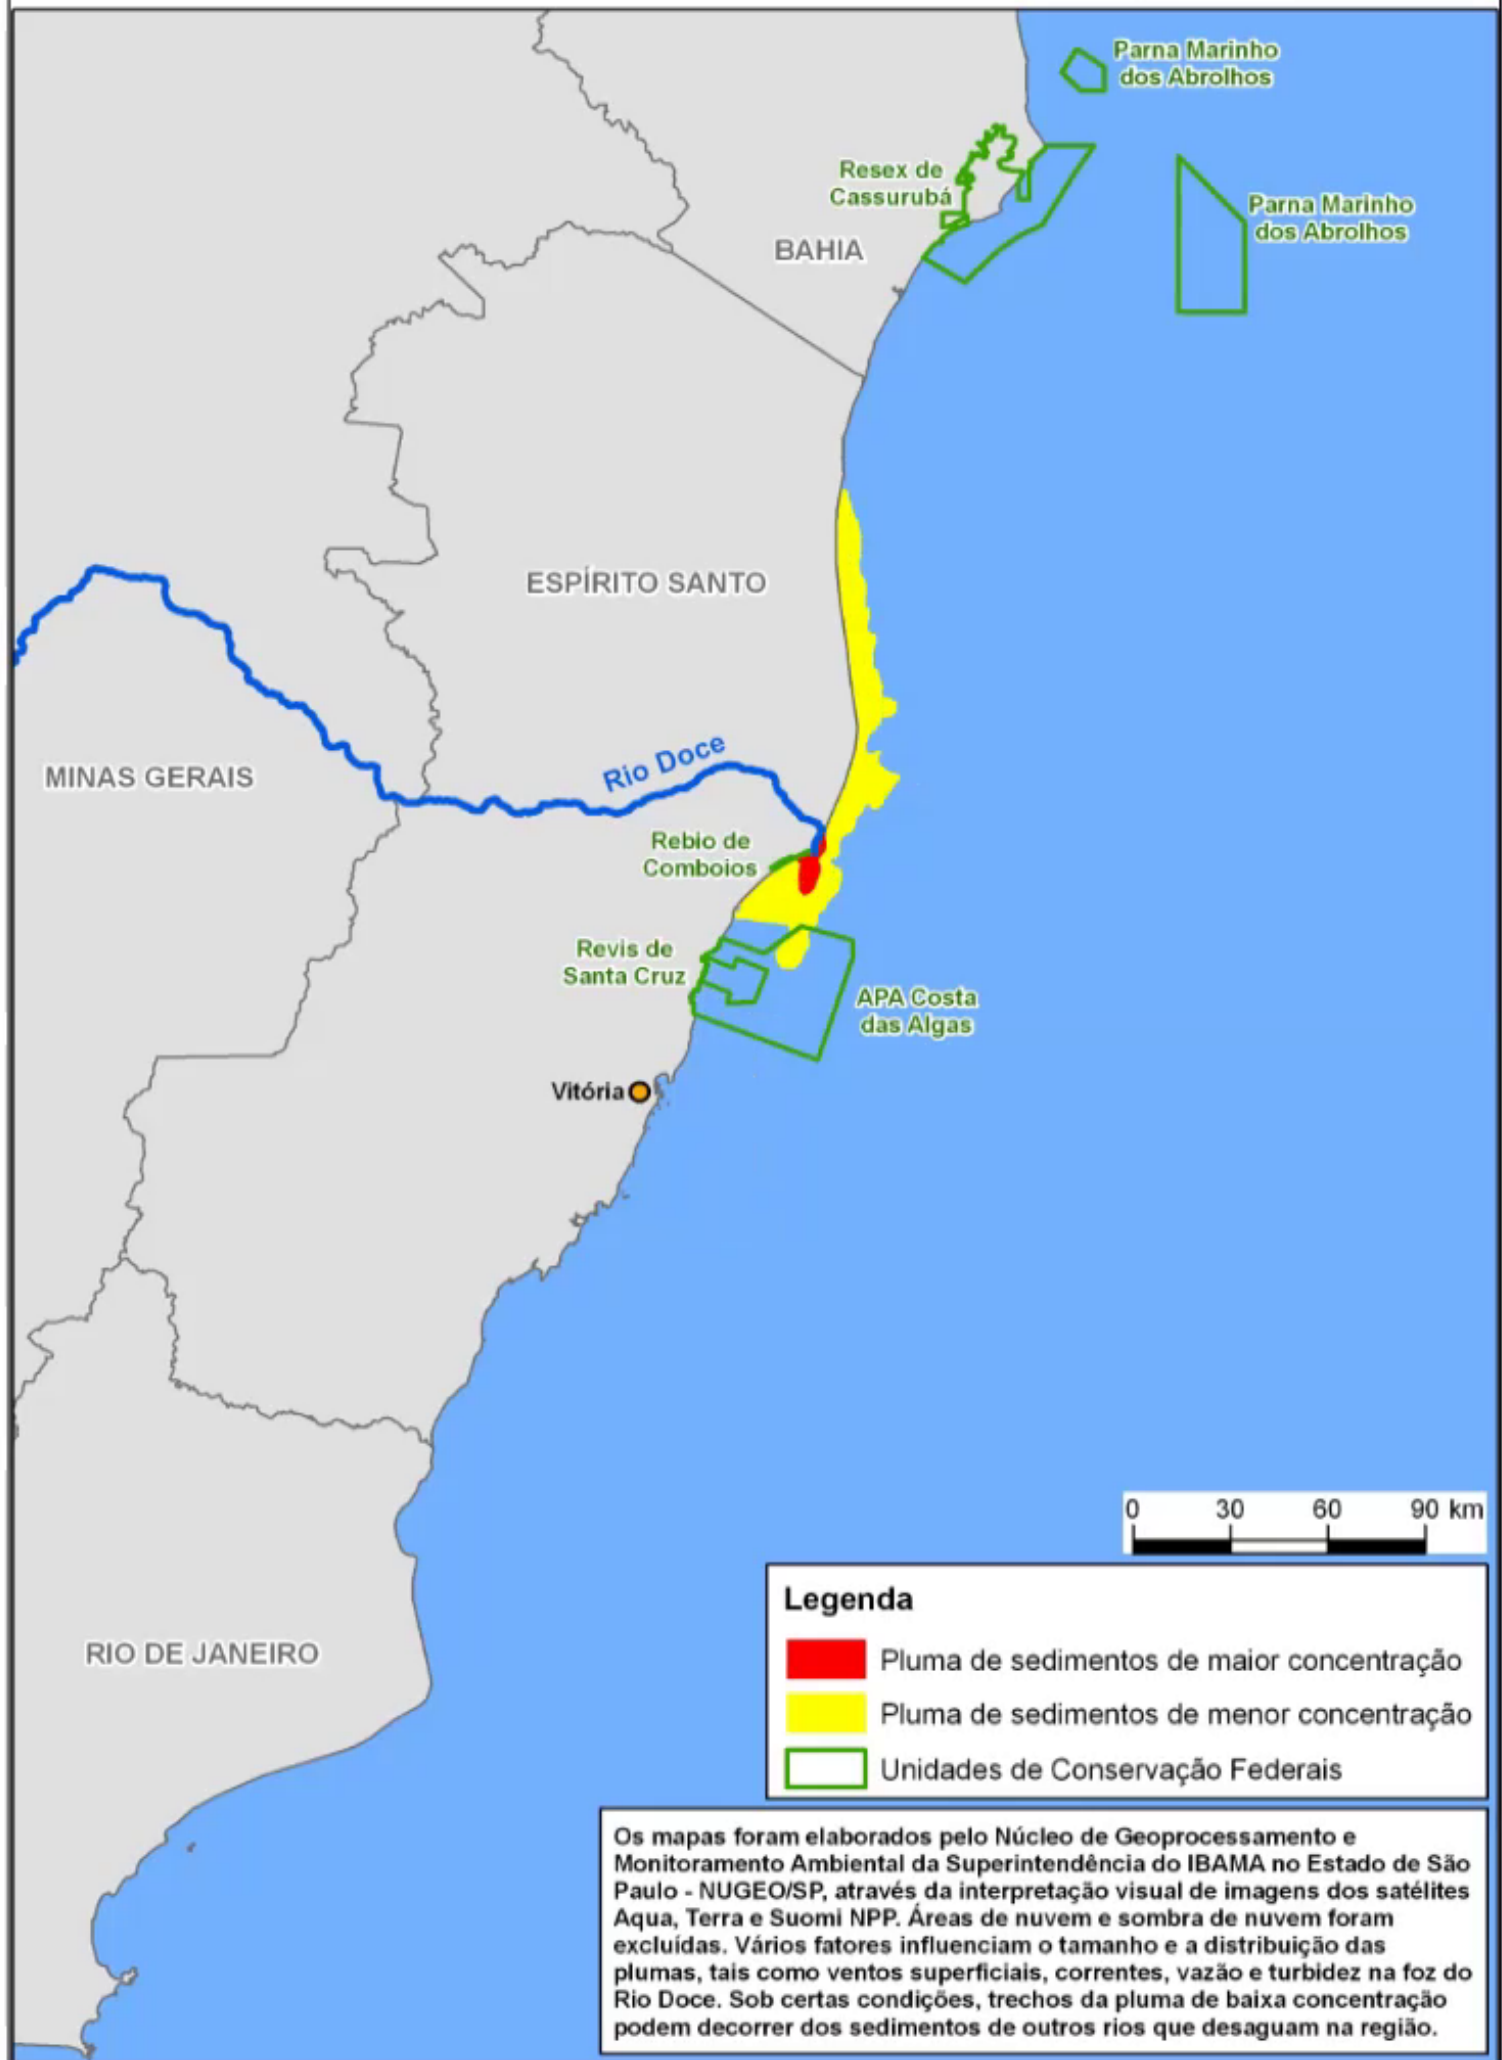 Parna Marinho
dos Abrolhos
Resex de
Cassurubá
Parna Marinho
dos Abrolhos
BAHIA
ESPÍRITO SANTO
Rio Doce
MINAS GERAIS
Rebio de
Comboios
Revis de
Santa Cruz
APA Costa
das Algas
Vitória
0 30 60 90 km
Legenda
RIO DE JANEIRO
Pluma de sedimentos de maior concentração
Pluma de sedimentos de menor concentração
Unidades de Conservação Federais
Os mapas foram elaborados pelo Núcleo de Geoprocessamento e
Monitoramento Ambiental da Superintendência do IBAMA no Estado de São
Paulo - NUGEO/SP, através da interpretação visual de imagens dos satélites
Aqua, Terra e Suomi NPP. Áreas de nuvem e sombra de nuvem foram
excluídas. Vários fatores influenciam o tamanho e a distribuição das
plumas, tais como ventos superficiais, correntes, vazão e turbidez na foz do
Rio Doce. Sob certas condições, trechos da pluma de baixa concentração
podem decorrer dos sedimentos de outros rios que desaguam na região.